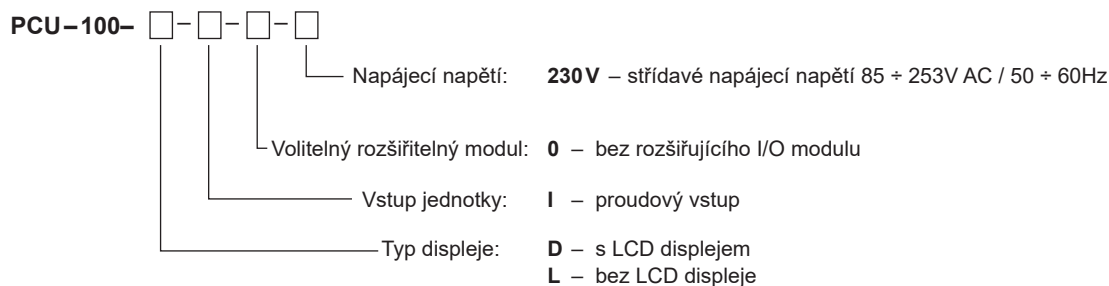 PCU–100– □ – □ – □ – □
Napájecí napětí: 230V – střídavé napájecí napětí 85 ÷ 253V AC / 50 ÷ 60Hz
Volitelný rozšiřitelný modul: 0 – bez rozšiřujícího I/O modulu
Vstup jednotky: I – proudový vstup
Typ displeje: D – s LCD displejem
L – bez LCD displeje